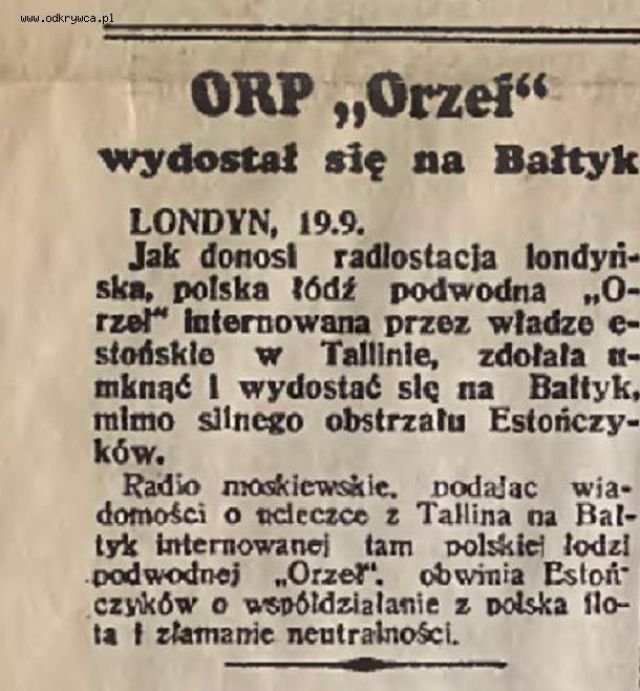 www.odkrywca.pl
ORP „Orzeł“
wydostał się na Bałtyk
LONDYN, 19.9.
Jak donosi radiostacja londyń-
ska, polska łódź podwodna „O-
rzeł“ internowana przez władze e-
stońskie w Tallinie, zdołała u-
mknąć i wydostać się na Bałtyk,
mimo silnego obstrzału Estończy-
ków.
Radio moskiewskie, podając wia-
domości o ucieczce z Tallina na Bał-
tyk internowanej tam polskiej łodzi
podwodnej „Orzeł“, obwinia Estoń-
czyków o współdziałanie z polską flo-
tą i złamanie neutralności.